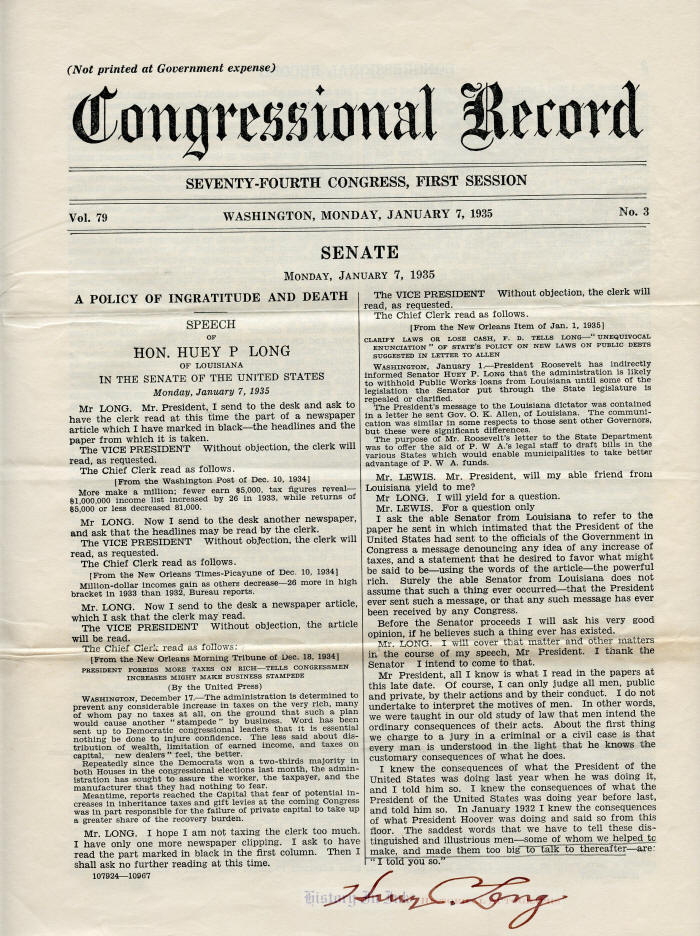 (Not printed at Government expense)
Congressional Record
SEVENTY-FOURTH CONGRESS, FIRST SESSION
Vol. 79 WASHINGTON, MONDAY, JANUARY 7, 1935 No. 3
SENATE
MONDAY, JANUARY 7, 1935
A POLICY OF INGRATITUDE AND DEATH
SPEECH
OF
HON. HUEY P LONG
OF LOUISIANA
IN THE SENATE OF THE UNITED STATES
Monday, January 7, 1935
Mr LONG. Mr. President, I send to the desk and ask to
have the clerk read at this time the part of a newspaper
article which I have marked in black—the headlines and the
paper from which it is taken.
The VICE PRESIDENT Without objection, the clerk will
read, as requested.
The Chief Clerk read as follows.
[From the Washington Post of Dec. 10, 1934]
More make a million; fewer earn $5,000, tax figures reveal—
$1,000,000 income list increased by 26 in 1933, while returns of
$5,000 or less decreased 81,000.
Mr LONG. Now I send to the desk another newspaper,
and ask that the headlines may be read by the clerk.
The VICE PRESIDENT Without objection, the clerk will
read, as requested.
The Chief Clerk read as follows.
[From the New Orleans Times-Picayune of Dec. 10, 1934]
Million-dollar incomes gain as others decrease—26 more in high
bracket in 1933 than 1932, Bureau reports.
Mr. LONG. Now I send to the desk a newspaper article,
which I ask that the clerk may read.
The VICE PRESIDENT Without objection, the article
will be read.
The Chief Clerk read as follows:
[From the New Orleans Morning Tribune of Dec. 18, 1934]
PRESIDENT FORBIDS MORE TAXES ON RICH—TELLS CONGRESSMEN
INCREASES MIGHT MAKE BUSINESS STAMPEDE
(By the United Press)
WASHINGTON, December 17.—The administration is determined to
prevent any considerable increase in taxes on the very rich, many
of whom pay no taxes at all, on the ground that such a plan
would cause another "stampede" by business. Word has been
sent up to Democratic congressional leaders that it is essential
nothing be done to injure confidence. The less said about dis-
tribution of wealth, limitation of earned income, and taxes on
capital, new dealers " feel, the better.
Repeatedly since the Democrats won a two-thirds majority in
both Houses in the congressional elections last month, the admin-
istration has sought to assure the worker, the taxpayer, and the
manufacturer that they had nothing to fear.
Meantime, reports reached the Capital that fear of potential in-
creases in inheritance taxes and gift levies at the coming Congress
was in part responsible for the failure of private capital to take up
a greater share of the recovery burden.
Mr. LONG. I hope I am not taxing the clerk too much.
I have only one more newspaper clipping. I ask to have
read the part marked in black in the first column. Then I
shall ask no further reading at this time.
107924—10967
The VICE PRESIDENT Without objection, the clerk will
read, as requested.
The Chief Clerk read as follows.
[From the New Orleans Item of Jan. 1, 1935]
CLARIFY LAWS OR LOSE CASH, F. D. TELLS LONG—"UNEQUIVOCAL
ENUNCIATION" OF STATE'S POLICY ON NEW LAWS ON PUBLIC DEBTS
SUGGESTED IN LETTER TO ALLEN
WASHINGTON, January 1.—President Roosevelt has indirectly
informed Senator HUEY P. LONG that the administration is likely
to withhold Public Works loans from Louisiana until some of the
legislation the Senator put through the State legislature is
repealed or clarified.
The President's message to the Louisiana dictator was contained
in a letter he sent Gov. O. K. Allen, of Louisiana. The communi-
cation was similar in some respects to those sent other Governors,
but these were significant differences.
The purpose of Mr. Roosevelt's letter to the State Department
was to offer the aid of P W A.'s legal staff to draft bills in the
various States which would enable municipalities to take better
advantage of P. W A. funds.
Mr. LEWIS. Mr. President, will my able friend from
Louisiana yield to me?
Mr LONG. I will yield for a question.
Mr. LEWIS. For a question only
I ask the able Senator from Louisiana to refer to the
paper he sent in which intimated that the President of the
United States had sent to the officials of the Government in
Congress a message denouncing any idea of any increase of
taxes, and a statement that he desired to favor what might
be said to be—using the words of the article—the powerful
rich. Surely the able Senator from Louisiana does not
assume that such a thing ever occurred—that the President
ever sent such a message, or that any such message has ever
been received by any Congress.
Before the Senator proceeds I will ask his very good
opinion, if he believes such a thing ever has existed.
Mr. LONG. I will cover that matter and other matters
in the course of my speech, Mr President. I thank the
Senator I intend to come to that.
Mr President, all I know is what I read in the papers at
this late date. Of course, I can only judge all men, public
and private, by their actions and by their conduct. I do not
undertake to interpret the motives of men. In other words,
we were taught in our old study of law that men intend the
ordinary consequences of their acts. About the first thing
we charge to a jury in a criminal or a civil case is that
every man is understood in the light that he knows the
customary consequences of what he does.
I knew the consequences of what the President of the
United States was doing last year when he was doing it,
and I told him so. I knew the consequences of what the
President of the United States was doing year before last,
and told him so. In January 1932 I knew the consequences
of what President Hoover was doing and said so from this
floor. The saddest words that we have to tell these dis-
tinguished and illustrious men—some of whom we helped to
make, and made them too big to talk to thereafter—are:
"I told you so."
Huey P. Long